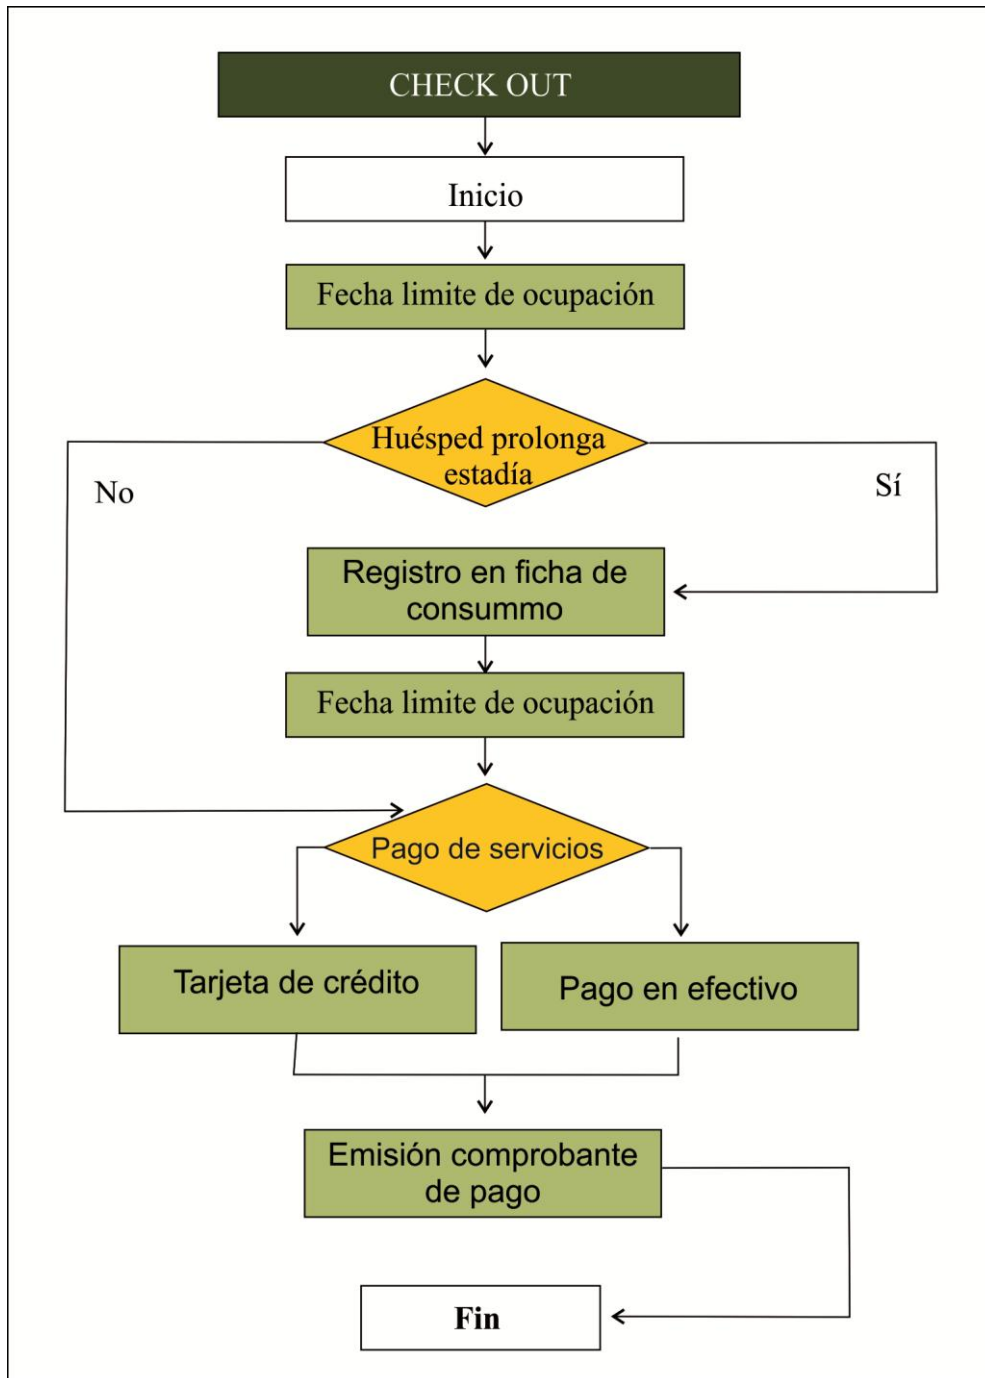 CHECK OUT
Inicio
Fecha limite de ocupación
Huésped prolonga
estadía
No
Sí
Registro en ficha de
consummo
Fecha limite de ocupación
Pago de servicios
Tarjeta de crédito
Pago en efectivo
Emisión comprobante
de pago
Fin